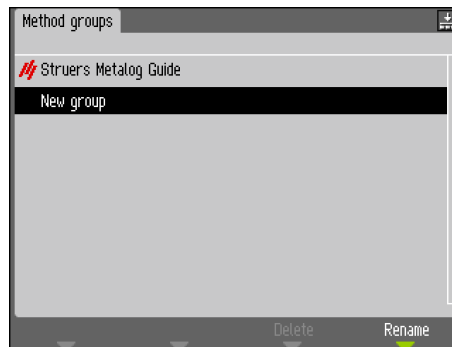 Method groups
Struers Metalog Guide
New group
Delete
Rename